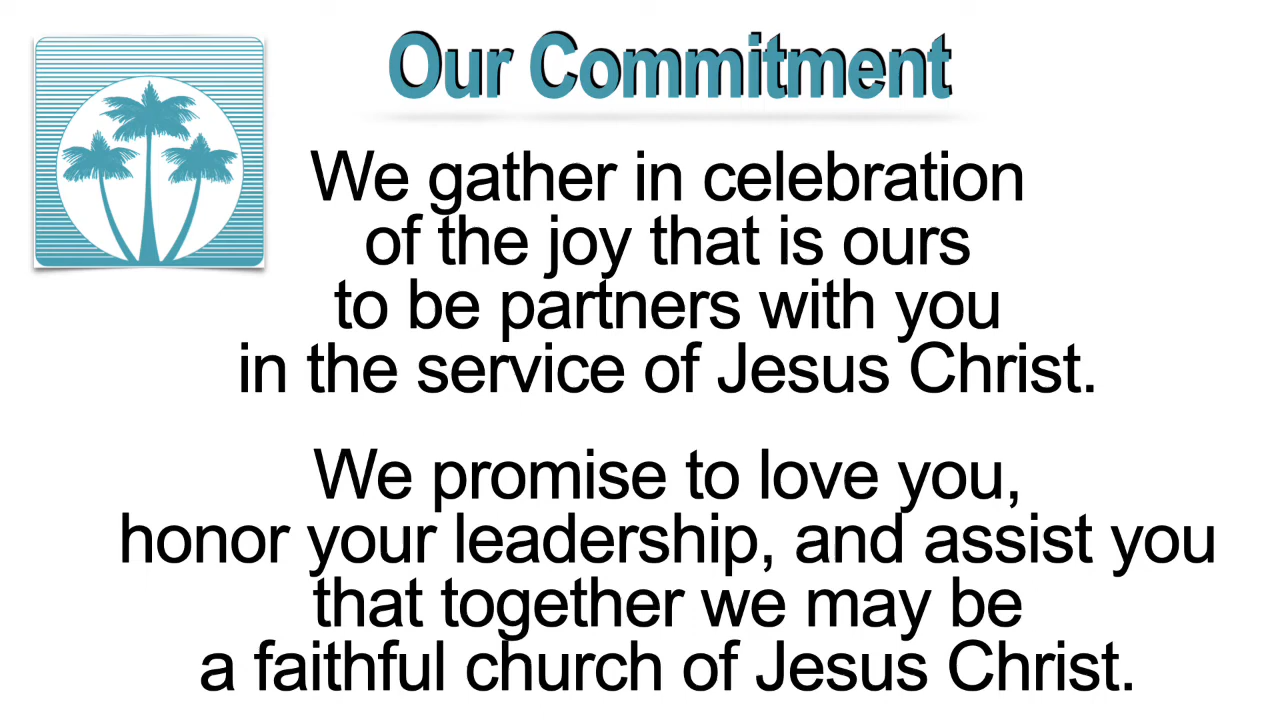 Our Commitment
We gather in celebration
of the joy that is ours
to be partners with you
in the service of Jesus Christ.
We promise to love you,
honor your leadership, and assist you
that together we may be
a faithful church of Jesus Christ.